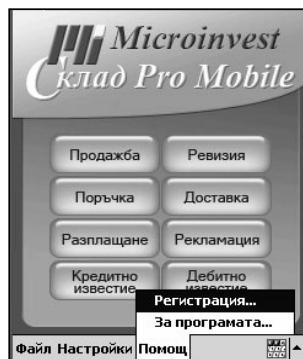 Microinvest
Склад Pro Mobile
Продажба
Ревизия
Поръчка
Доставка
Разплащане
Рекламация
Кредитно
известие
Дебитно
известие
Регистрация...
За програмата...
Файл Настройки Помощ